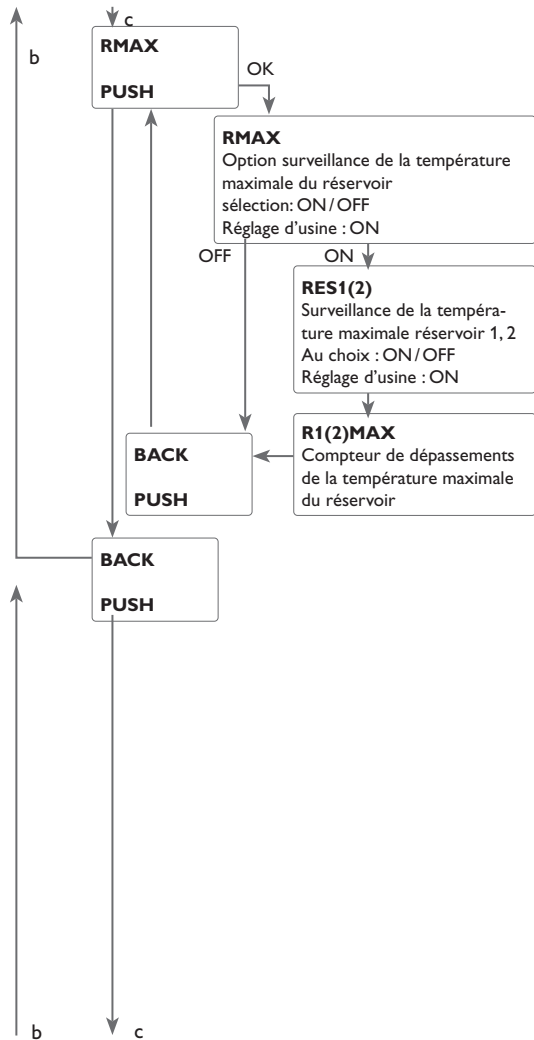 c
b
RMAX
PUSH
OK
RMAX
Option surveillance de la température
maximale du réservoir
sélection: ON / OFF
Réglage d'usine : ON
OFF
ON
RES1(2)
Surveillance de la tempéra-
ture maximale réservoir 1, 2
Au choix : ON / OFF
Réglage d'usine : ON
R1(2)MAX
Compteur de dépassements
de la température maximale
du réservoir
BACK
PUSH
BACK
PUSH
b
c